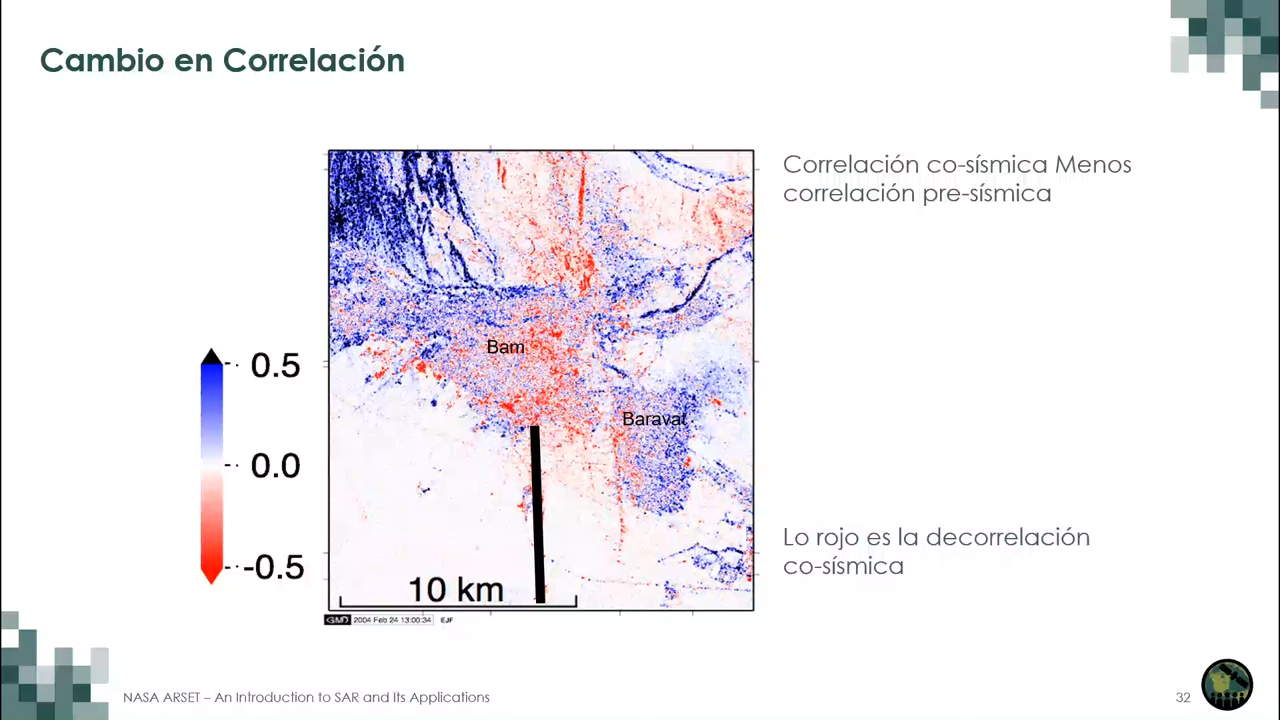 Cambio en Correlación
Correlación co-sísmica Menos
correlación pre-sísmica
Bam
Baravat
0.5
0.0
-0.5
Lo rojo es la decorrelación
co-sísmica
10 km
GMD 2004 Feb 24 13:00:34 EJF
NASA ARSET – An Introduction to SAR and Its Applications
32